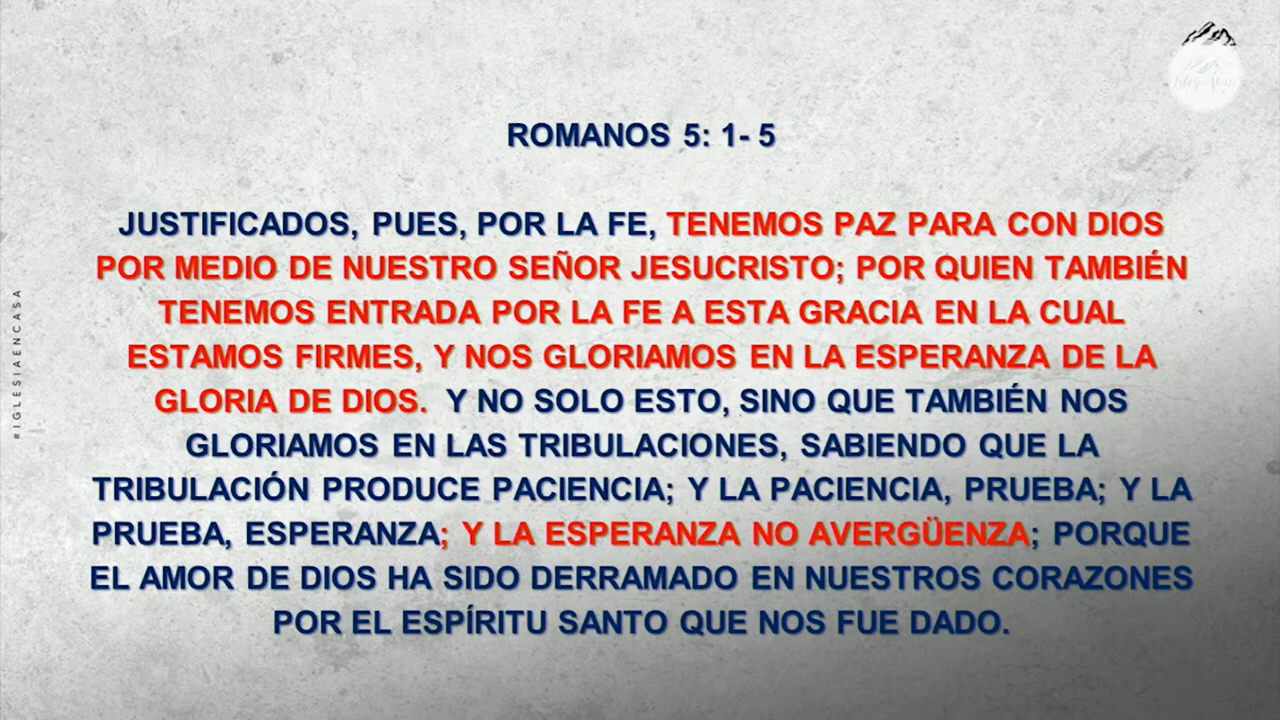 ROMANOS 5: 1- 5
JUSTIFICADOS, PUES, POR LA FE, TENEMOS PAZ PARA CON DIOS
POR MEDIO DE NUESTRO SEÑOR JESUCRISTO; POR QUIEN TAMBIÉN
TENEMOS ENTRADA POR LA FE A ESTA GRACIA EN LA CUAL
ESTAMOS FIRMES, Y NOS GLORIAMOS EN LA ESPERANZA DE LA
GLORIA DE DIOS. Y NO SOLO ESTO, SINO QUE TAMBIÉN NOS
GLORIAMOS EN LAS TRIBULACIONES, SABIENDO QUE LA
TRIBULACIÓN PRODUCE PACIENCIA; Y LA PACIENCIA, PRUEBA; Y LA
PRUEBA, ESPERANZA; Y LA ESPERANZA NO AVERGÜENZA; PORQUE
EL AMOR DE DIOS HA SIDO DERRAMADO EN NUESTROS CORAZONES
POR EL ESPÍRITU SANTO QUE NOS FUE DADO.
#IGLESIAENCASA